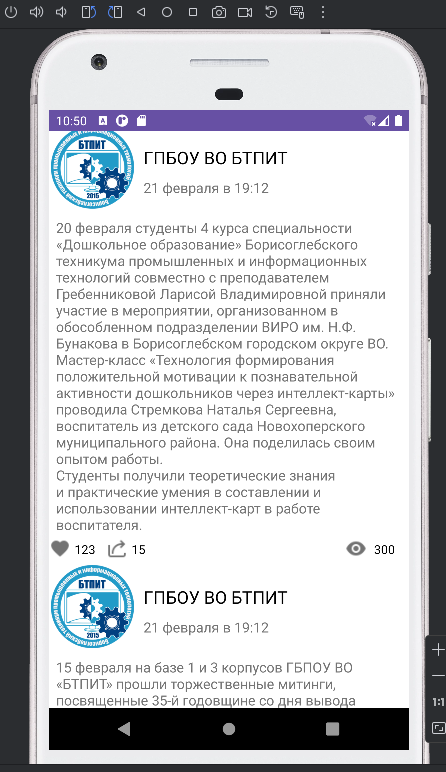 10:50
БТПИТ
2015
ГПБОУ ВО БТПИТ
21 февраля в 19:12
20 февраля студенты 4 курса специальности
«Дошкольное образование» Борисоглебского
техникума промышленных и информационных
технологий совместно с преподавателем
Гребенниковой Ларисой Владимировной приняли
участие в мероприятии, организованном в
обособленном подразделении ВИРО им. Н.Ф.
Бунакова в Борисоглебском городском округе ВО.
Мастер-класс «Технология формирования
положительной мотивации к познавательной
активности дошкольников через интеллект-карты»
проводила Стремкова Наталья Сергеевна,
воспитатель из детского сада Новохоперского
муниципального района. Она поделилась своим
опытом работы.
Студенты получили теоретические знания
и практические умения в составлении и
использовании интеллект-карт в работе
воспитателя.
123 15 300
БТПИТ
2015
ГПБОУ ВО БТПИТ
21 февраля в 19:12
15 февраля на базе 1 и 3 корпусов ГБПОУ ВО
«БТПИТ» прошли торжественные митинги,
посвященные 35-й годовщине со дня вывода
1:1